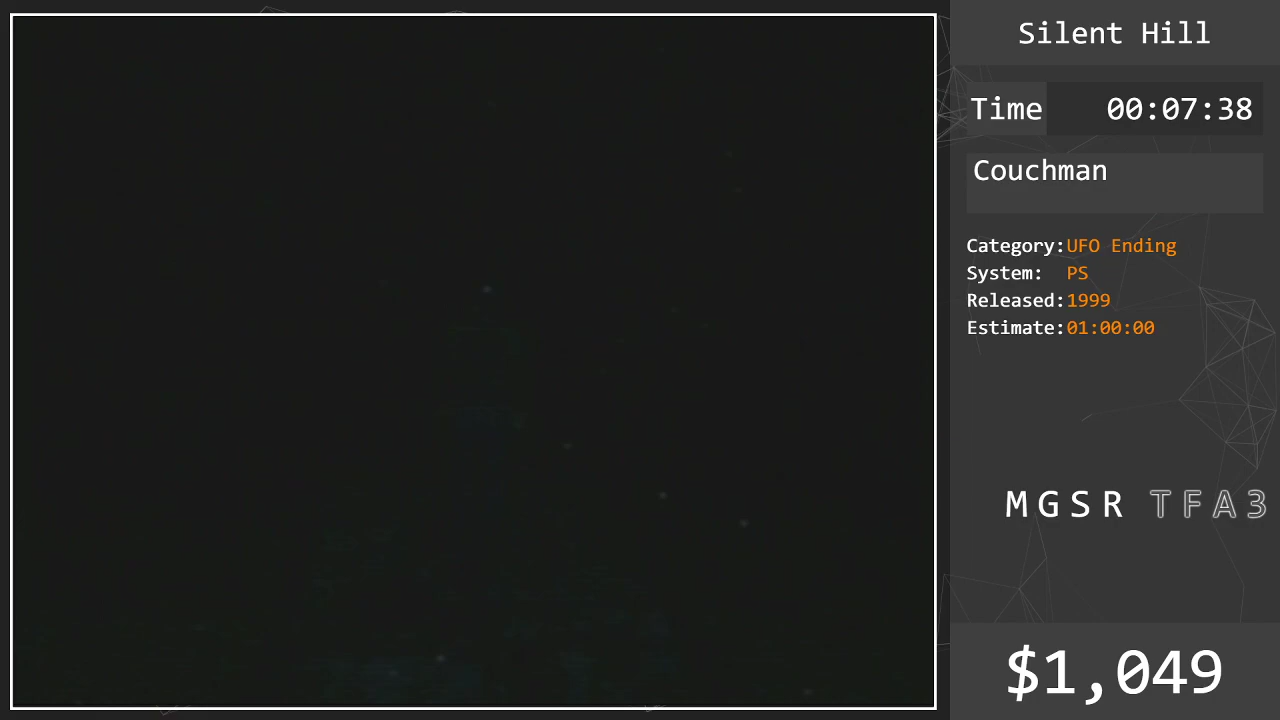 Silent Hill
Time 00:07:38
Couchman
Category: UFO Ending
System: PS
Released: 1999
Estimate: 01:00:00
MGSR TFA3
$1,049